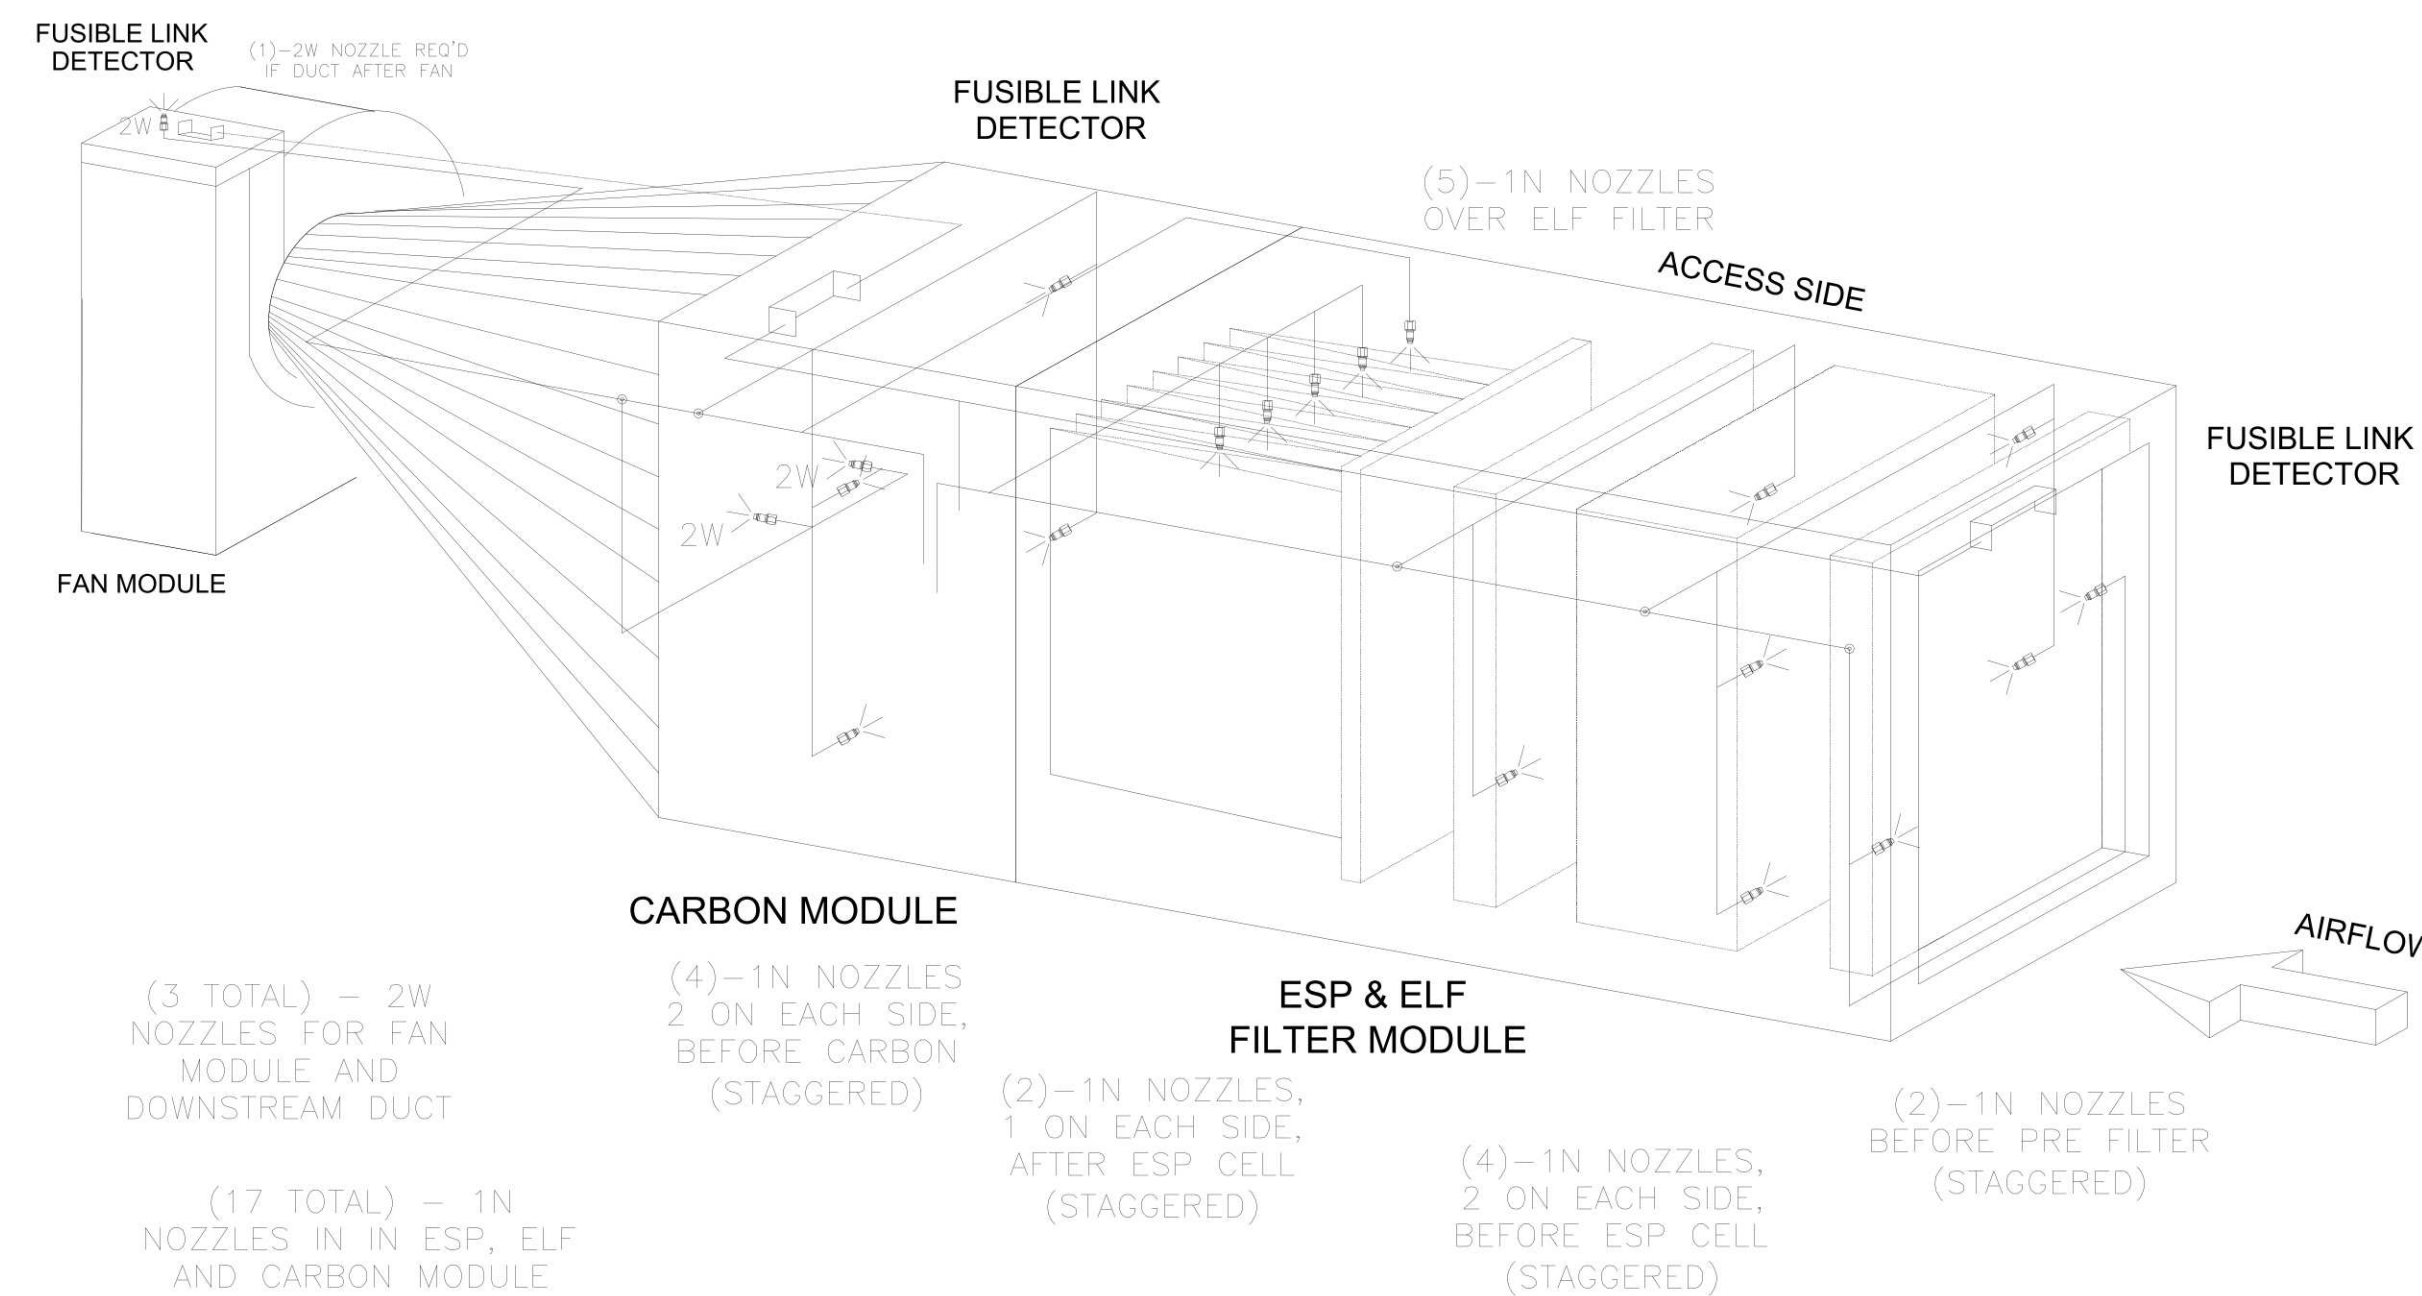 FUSIBLE LINK
DETECTOR
(1)-2W NOZZLE REQ'D
IF DUCT AFTER FAN
2W
FUSIBLE LINK
DETECTOR
(5)-1N NOZZLES
OVER ELF FILTER
ACCESS SIDE
FUSIBLE LINK
DETECTOR
2W
2W
FAN MODULE
CARBON MODULE
(4)-1N NOZZLES
2 ON EACH SIDE,
BEFORE CARBON
(STAGGERED)
AIRFLOW
ESP & ELF
FILTER MODULE
(3 TOTAL) - 2W
NOZZLES FOR FAN
MODULE AND
DOWNSTREAM DUCT
(2)-1N NOZZLES,
1 ON EACH SIDE,
AFTER ESP CELL
(STAGGERED)
(4)-1N NOZZLES,
2 ON EACH SIDE,
BEFORE ESP CELL
(STAGGERED)
(2)-1N NOZZLES
BEFORE PRE FILTER
(STAGGERED)
(17 TOTAL) - 1N
NOZZLES IN IN ESP, ELF
AND CARBON MODULE